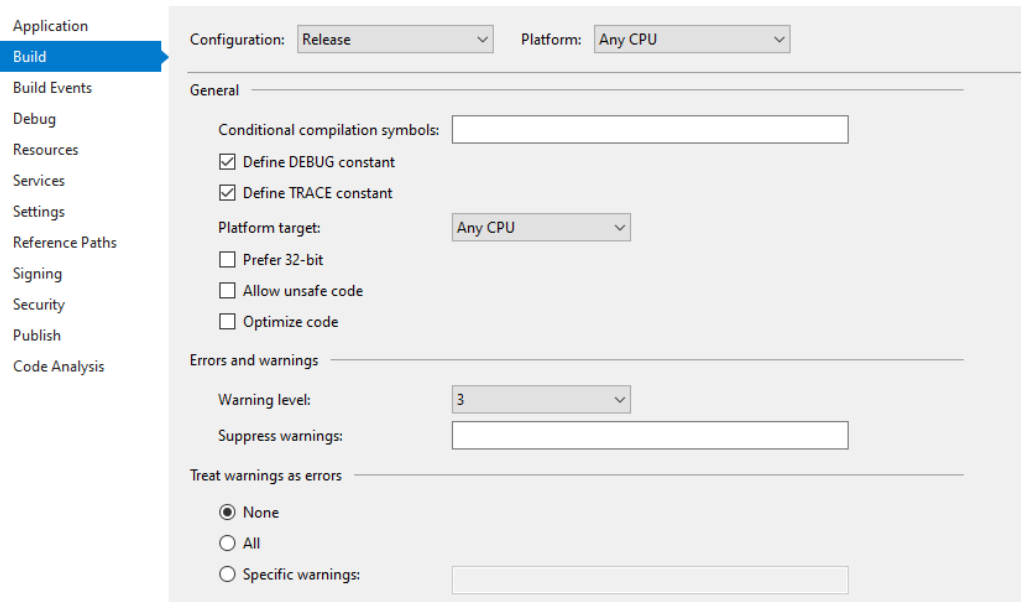 Application
Build
Build Events
Debug
Resources
Services
Settings
Reference Paths
Signing
Security
Publish
Code Analysis
Configuration: Release Platform: Any CPU
General
Conditional compilation symbols:
Define DEBUG constant
Define TRACE constant
Platform target: Any CPU
Prefer 32-bit
Allow unsafe code
Optimize code
Errors and warnings
Warning level: 3
Suppress warnings:
Treat warnings as errors
None
All
Specific warnings: